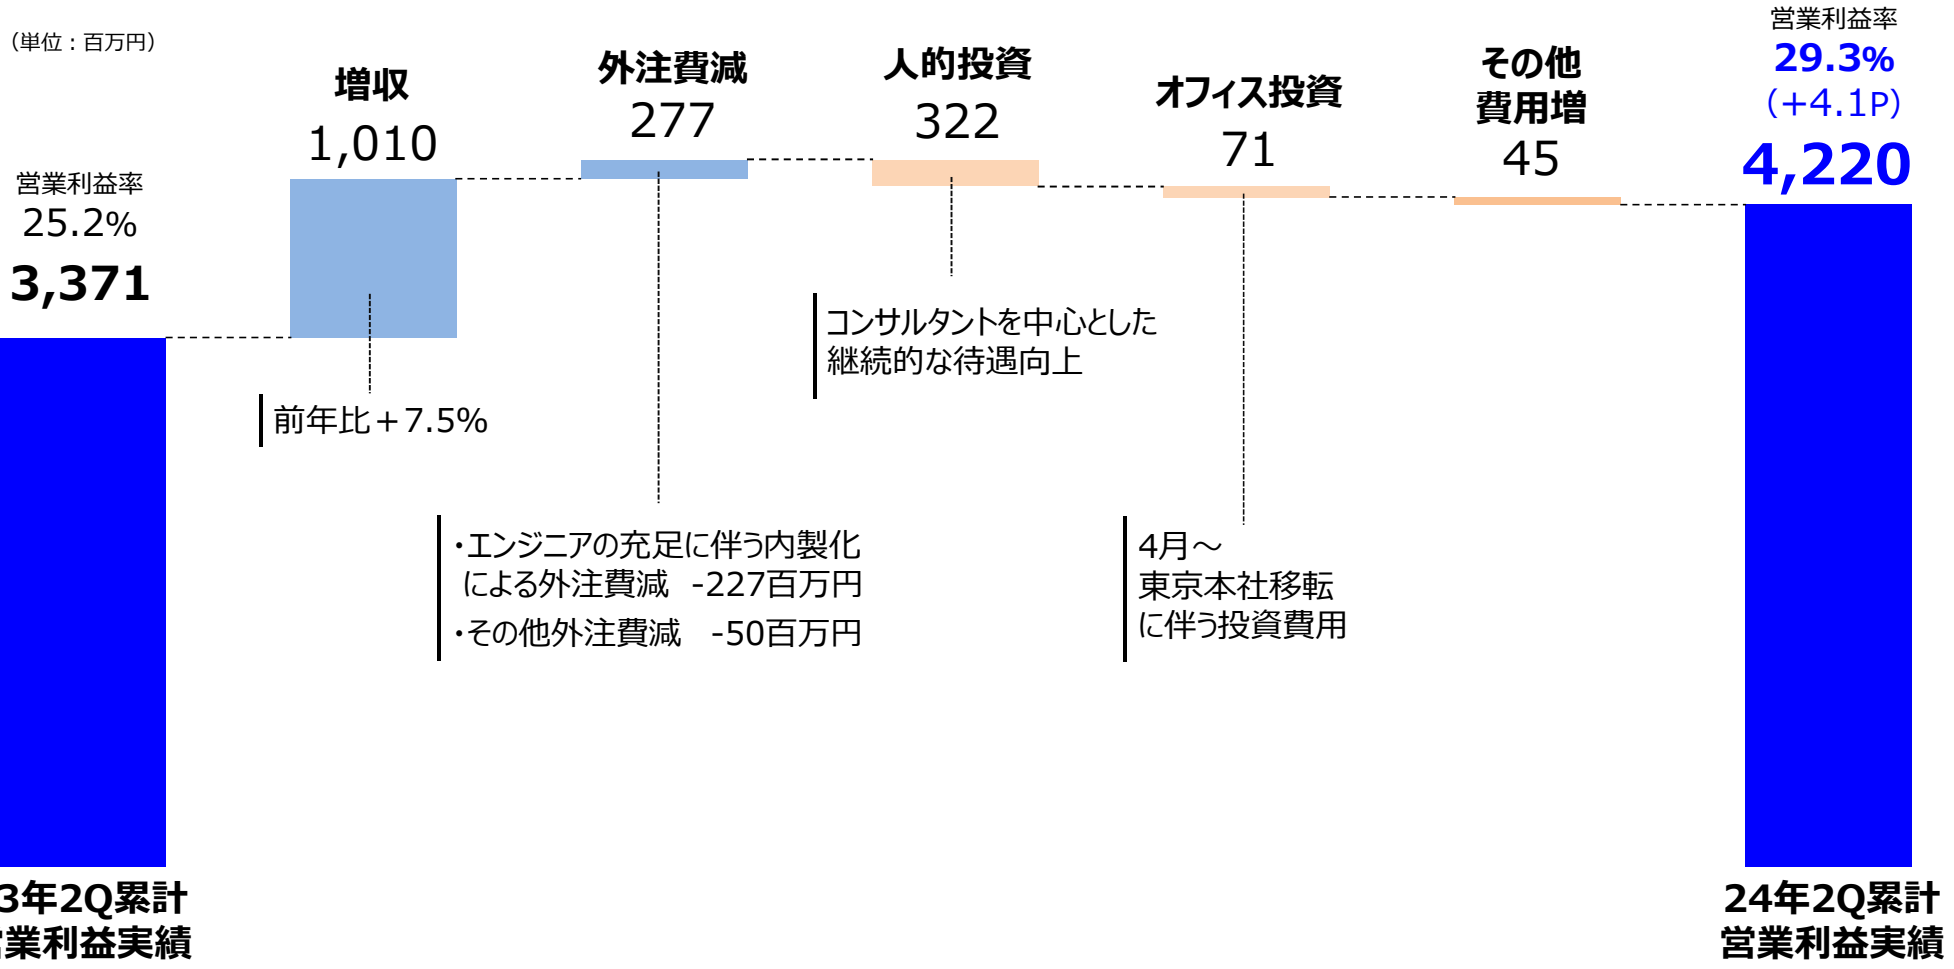 （単位：百万円）
営業利益率
25.2%
3,371
増収
1,010
前年比＋7.5%
外注費減
277
・エンジニアの充足に伴う内製化
による外注費減 -227百万円
・その他外注費減 -50百万円
人的投資
322
コンサルタントを中心とした
継続的な待遇向上
オフィス投資
71
4月～
東京本社移転
に伴う投資費用
その他
費用増
45
営業利益率
29.3%
（+4.1P）
4,220
3年2Q累計
業利益実績
24年2Q累計
営業利益実績